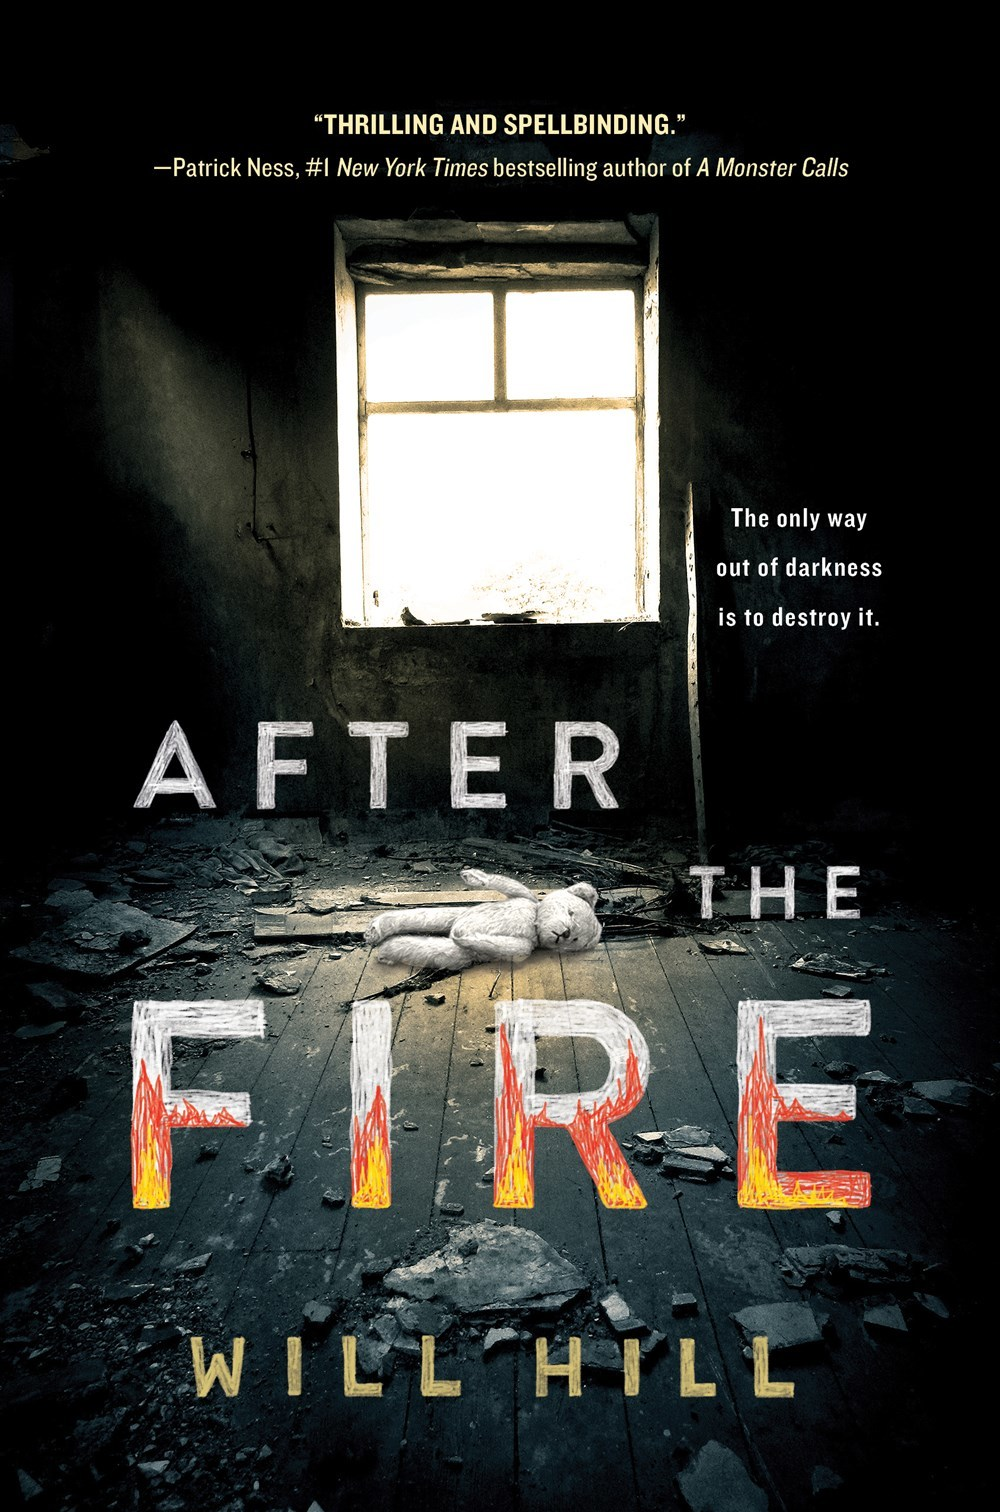 “THRILLING AND SPELLBINDING.”
—Patrick Ness, #1 New York Times bestselling author of A Monster Calls
The only way
out of darkness
is to destroy it.
AFTER
THE
FIRE
WILL HILL